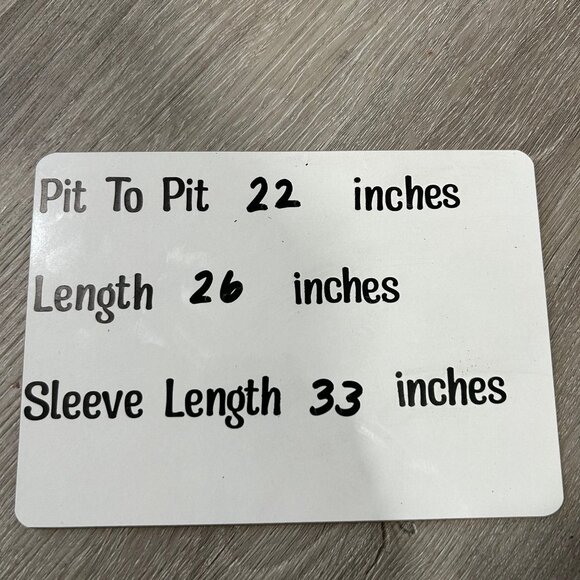 Pit To Pit 22 inches
Length 26 inches
Sleeve Length 33 inches